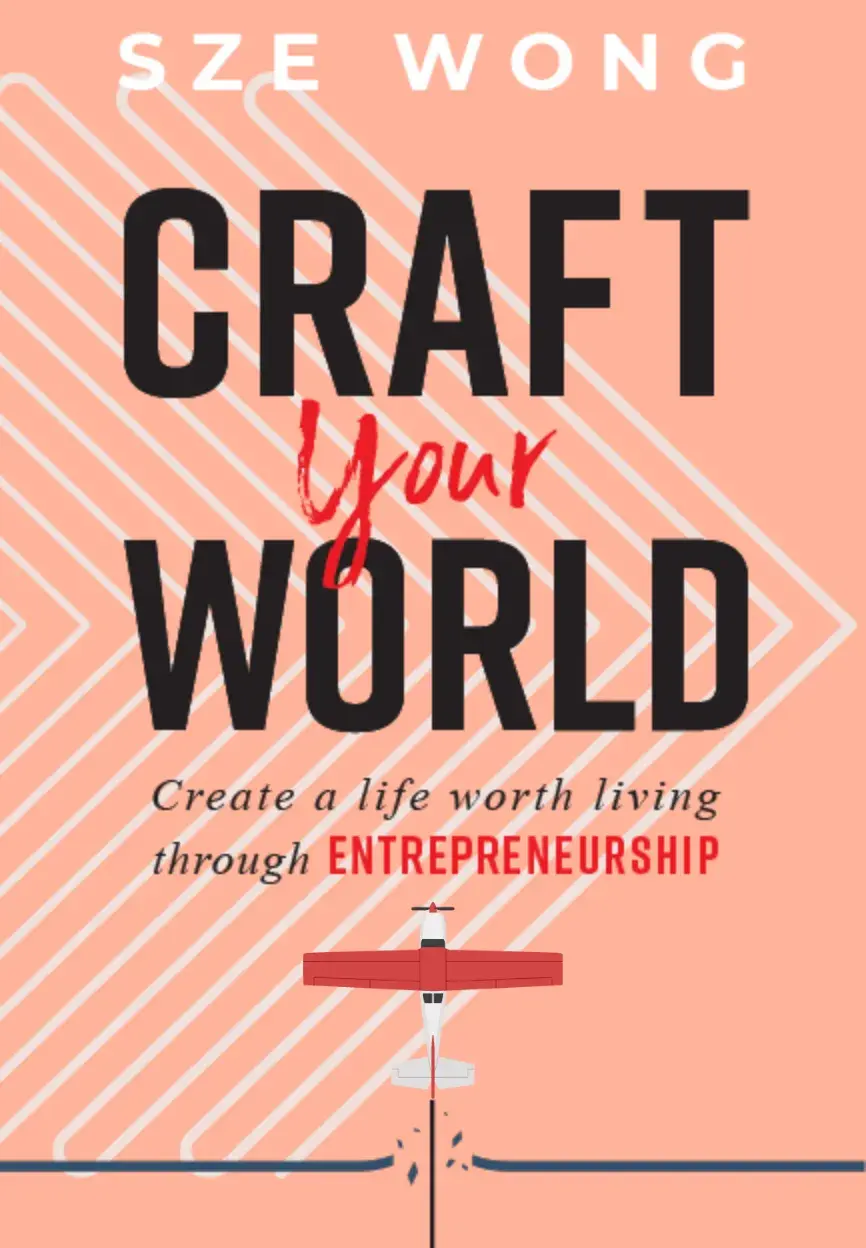 SZE WONG
CRAFT
Your
WORLD
Create a life worth living
through ENTREPRENEURSHIP